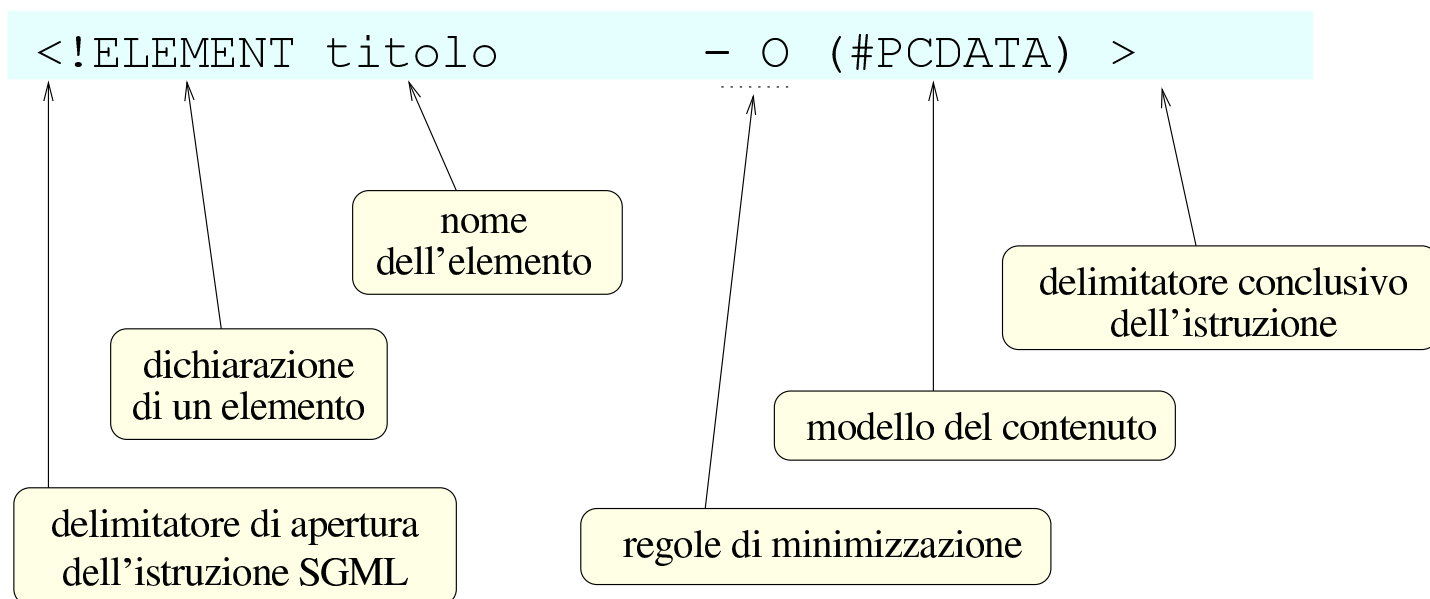 <!ELEMENT titolo - O (#PCDATA) >
nome
dell’elemento
delimitatore conclusivo
dell’istruzione
dichiarazione
di un elemento
modello del contenuto
delimitatore di apertura
dell’istruzione SGML
regole di minimizzazione